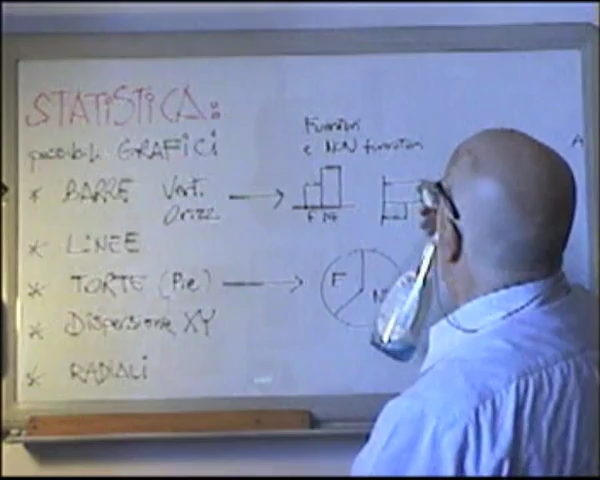 STATISTICA:
possibili GRAFICI
Fumatori
e NON fumatori
* BARRE Vert.
Orizz.
F NF
* LINEE
* TORTE (Pie)
F
N
* Dispersione XY
* RADIALI
A